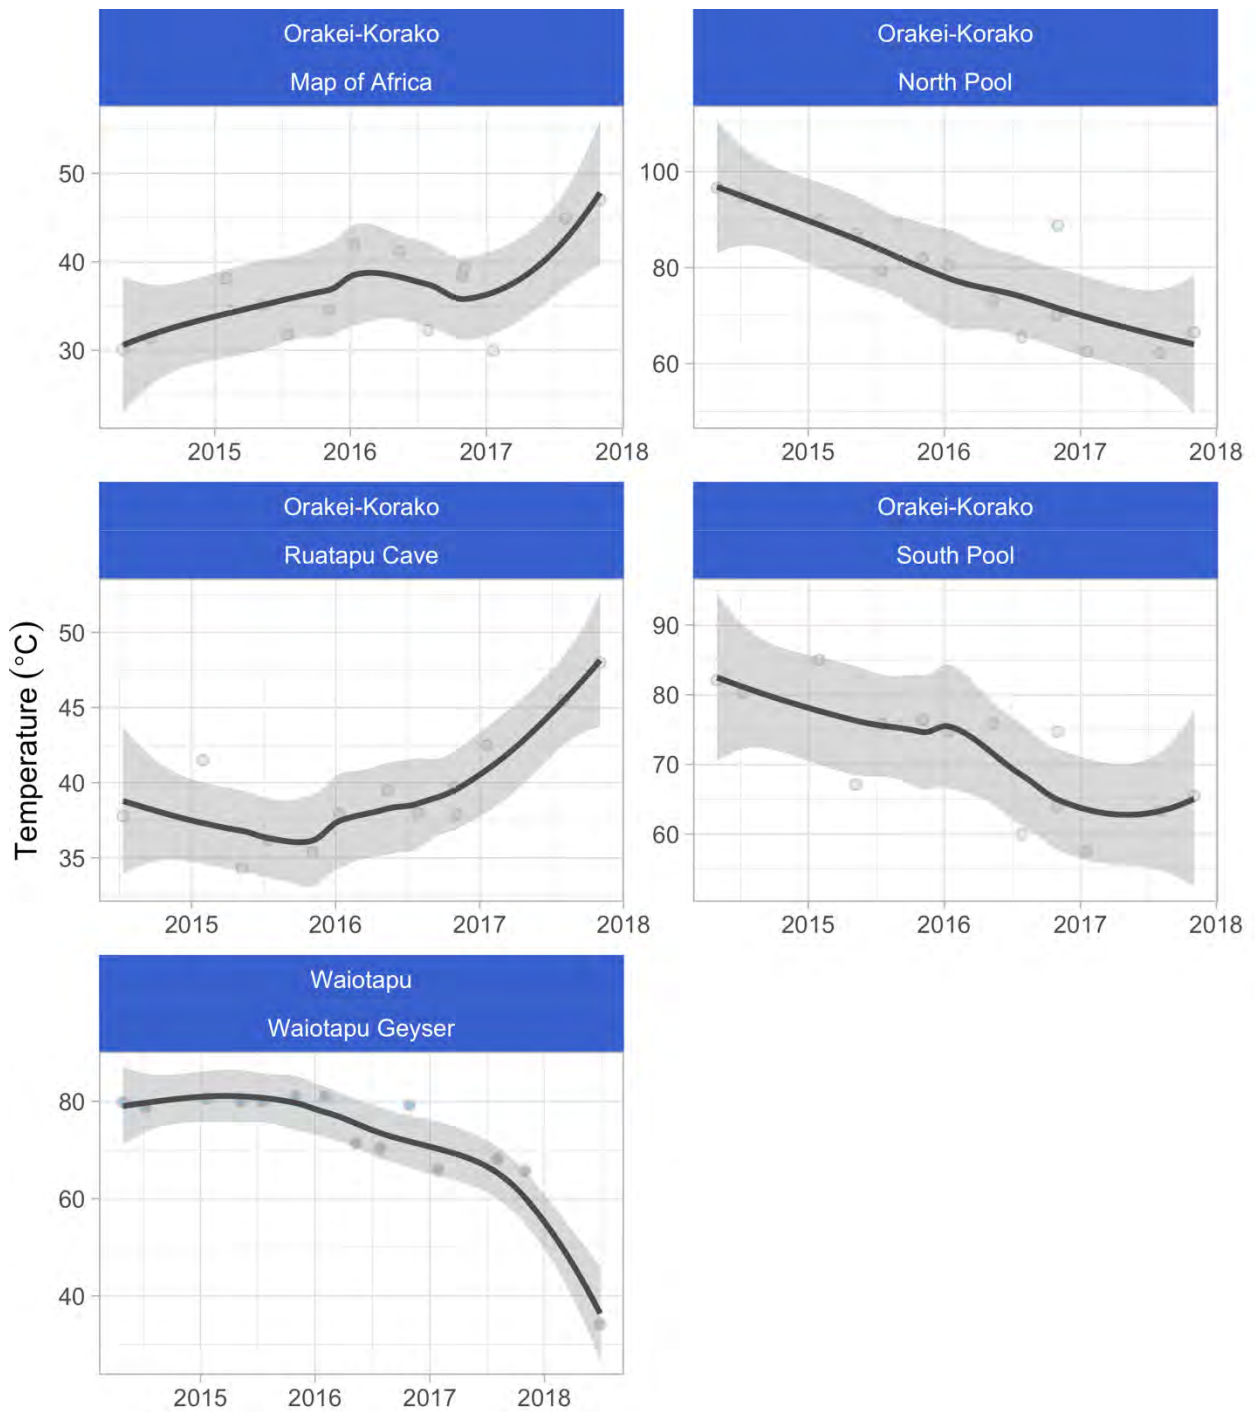 Orakei-Korako
Map of Africa
50
40
30
2015 2016 2017 2018
Orakei-Korako
North Pool
100
80
60
2015 2016 2017 2018
Temperature (°C)
Orakei-Korako
Ruatapu Cave
50
45
40
35
2015 2016 2017 2018
Orakei-Korako
South Pool
90
80
70
60
2015 2016 2017 2018
Waiotapu
Waiotapu Geyser
80
60
40
2015 2016 2017 2018